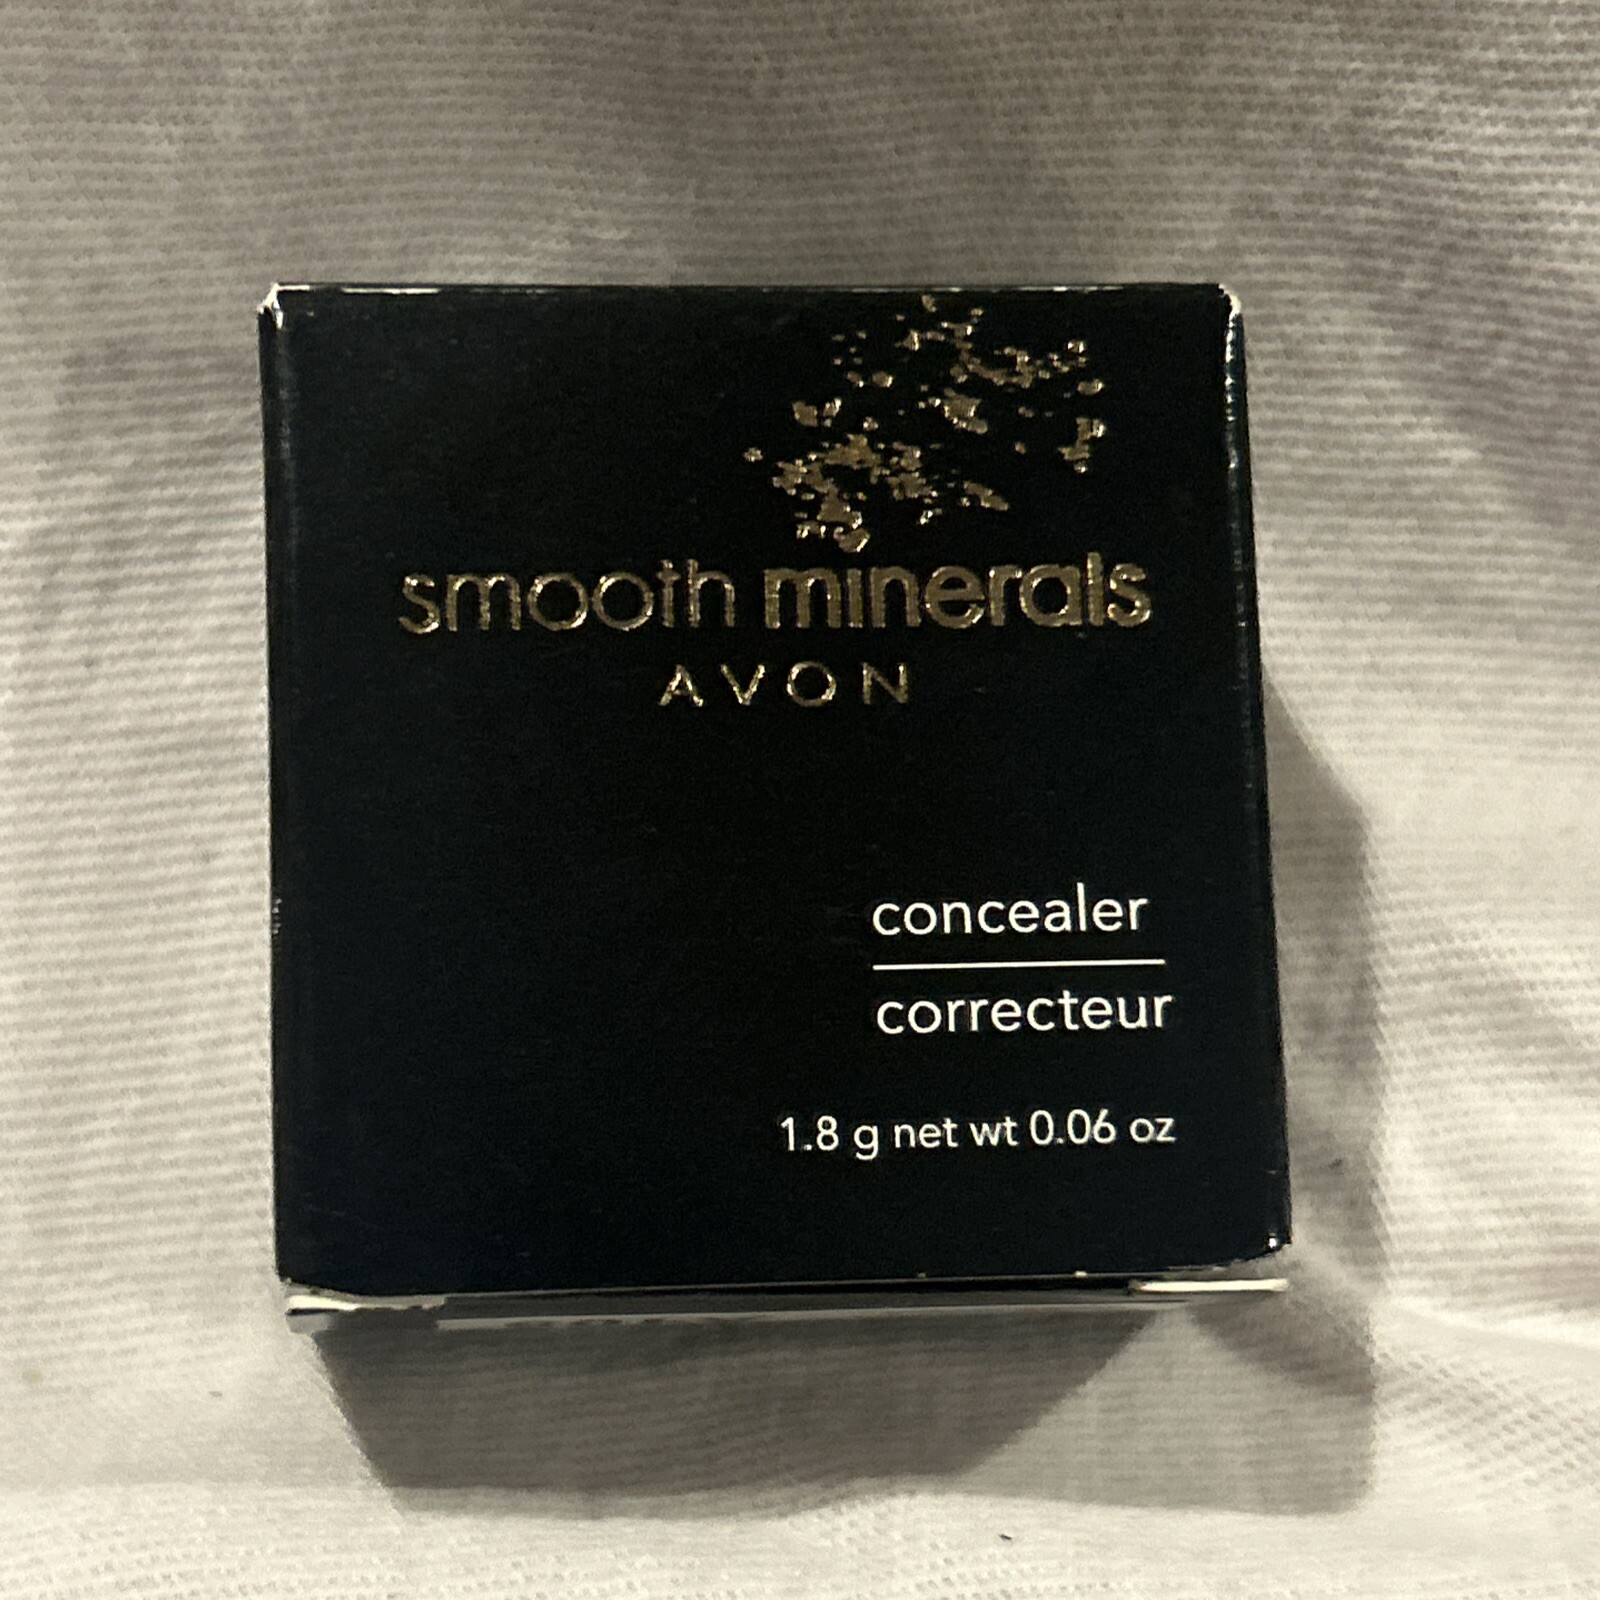 smooth minerals
AVON
concealer
correcteur
1.8 g net wt 0.06 oz